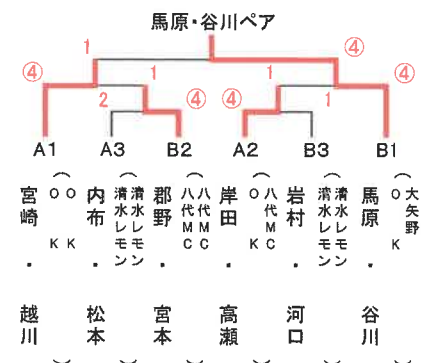 馬原・谷川ペア
1 ④
④ 1 1 ④
2 ④ ④ 1
A1 A3 B2 A2 B3 B1
宮崎・越川
(OK
OK)
内布・松本
(清水レモン
清水レモン)
郡野・宮本
(八代MC
八代MC)
岸田・高瀬
(OK
八代MC)
岩村・河口
(清水レモン
清水レモン)
馬原・谷川
(OK
大矢野)